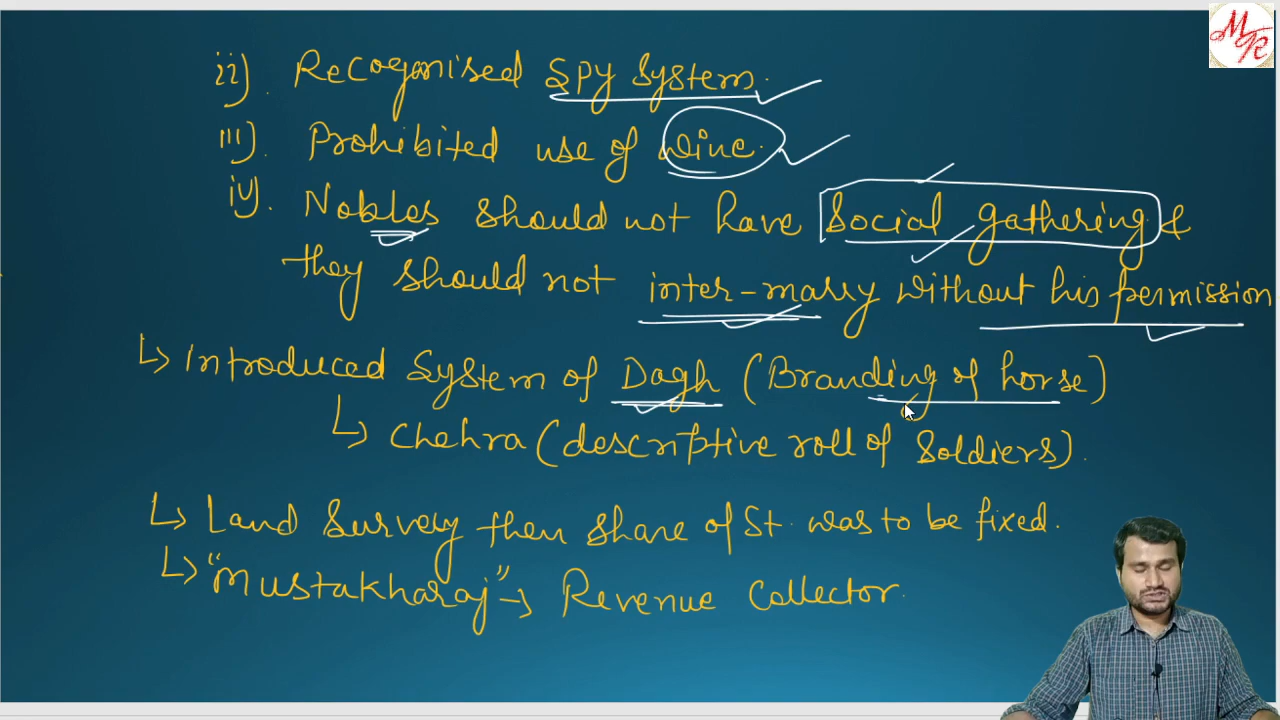 MR
ii). Recoganised Spy System.
iii). Prohibited use of wine.
iv). Nobles should not have Social gathering &
they should not inter-marry without his permission
↳ Introduced System of Dagh (Branding of horse)
↳ Chehra (descriptive roll of Soldiers).
↳ Land Survey then share of St. was to be fixed.
↳ "Mustakharaj" → Revenue Collector.